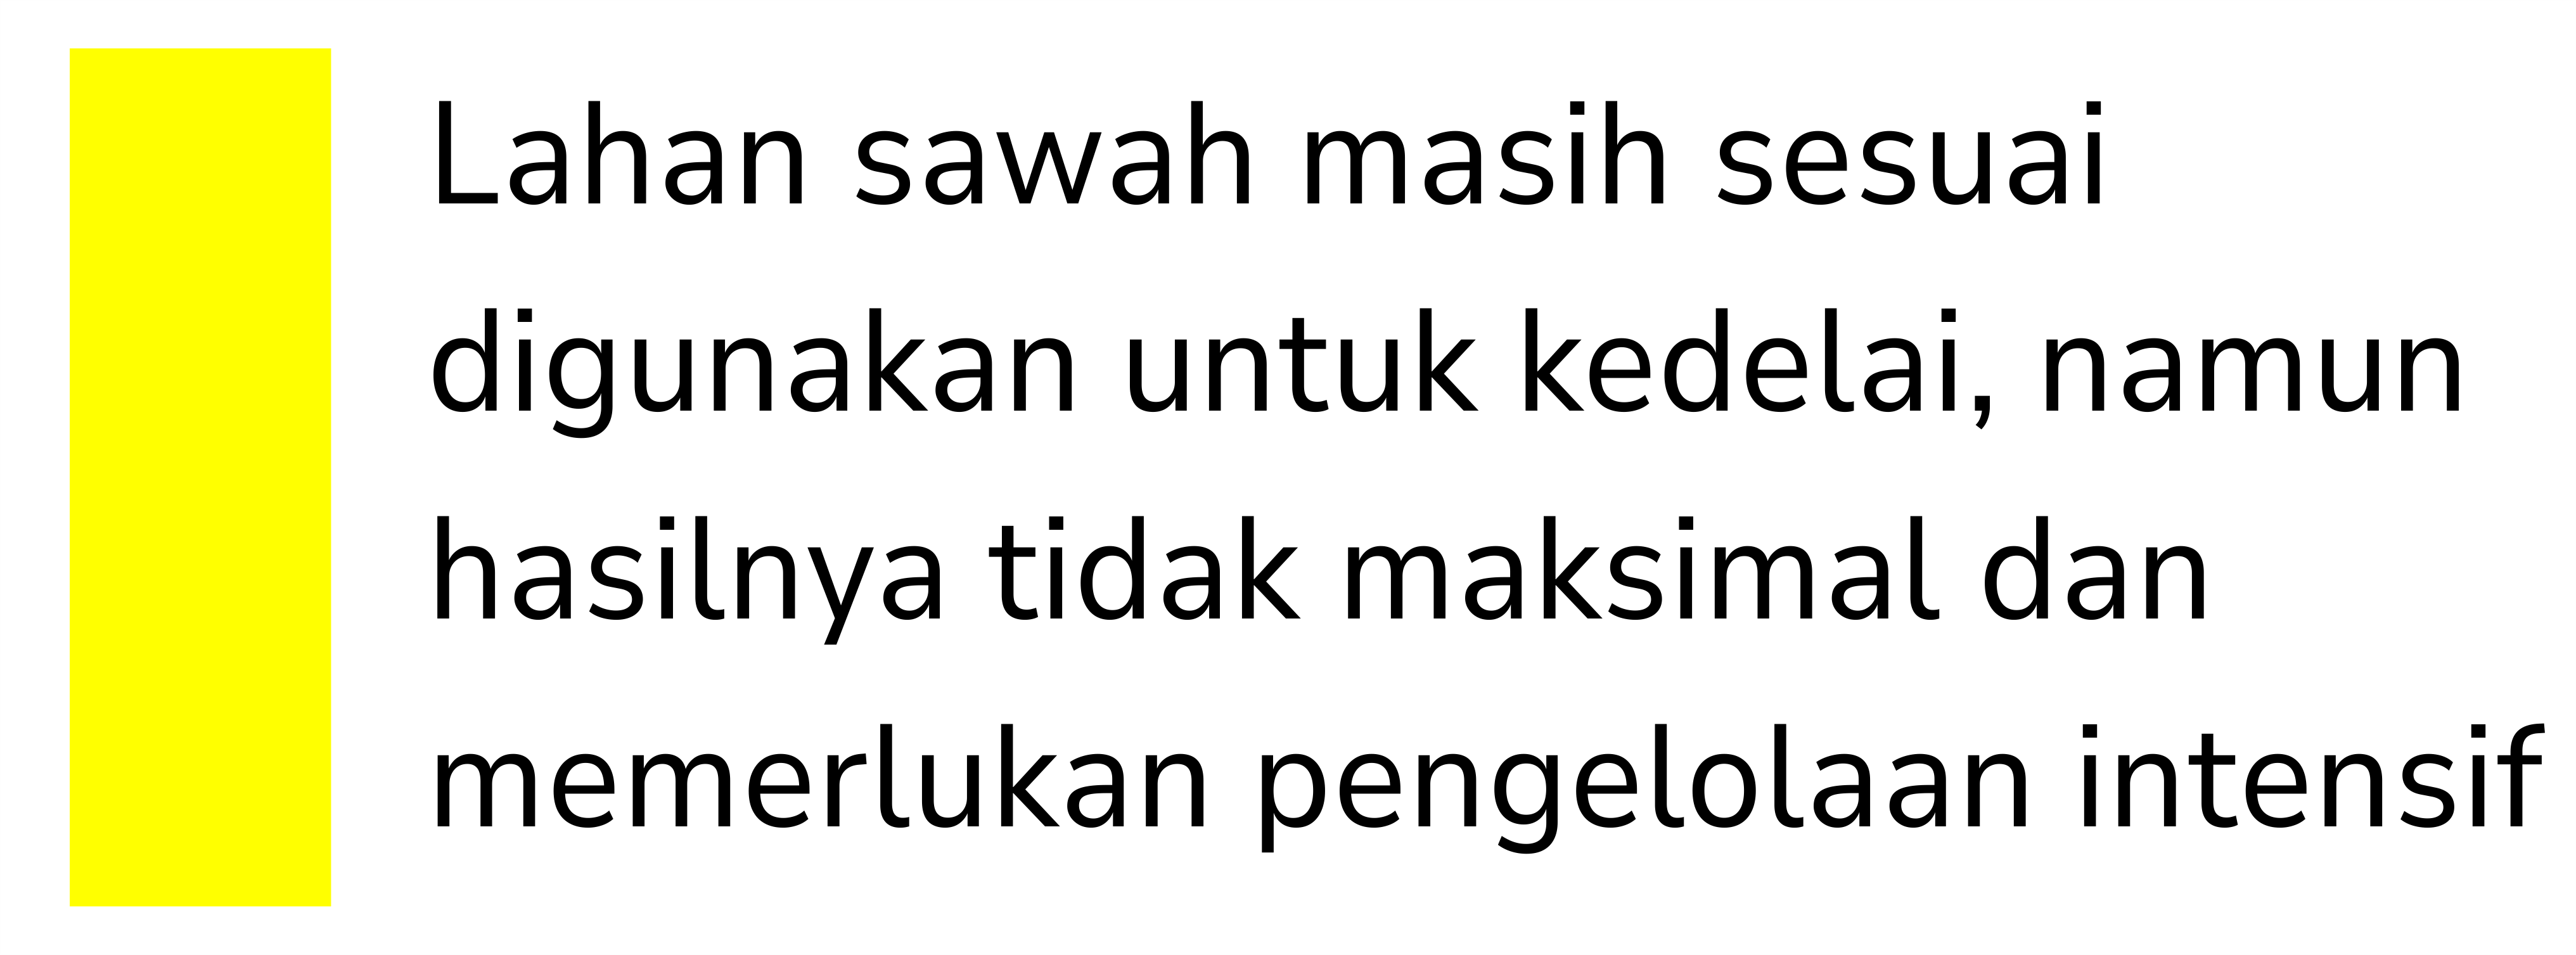 Lahan sawah masih sesuai
digunakan untuk kedelai, namun
hasilnya tidak maksimal dan
memerlukan pengelolaan intensif